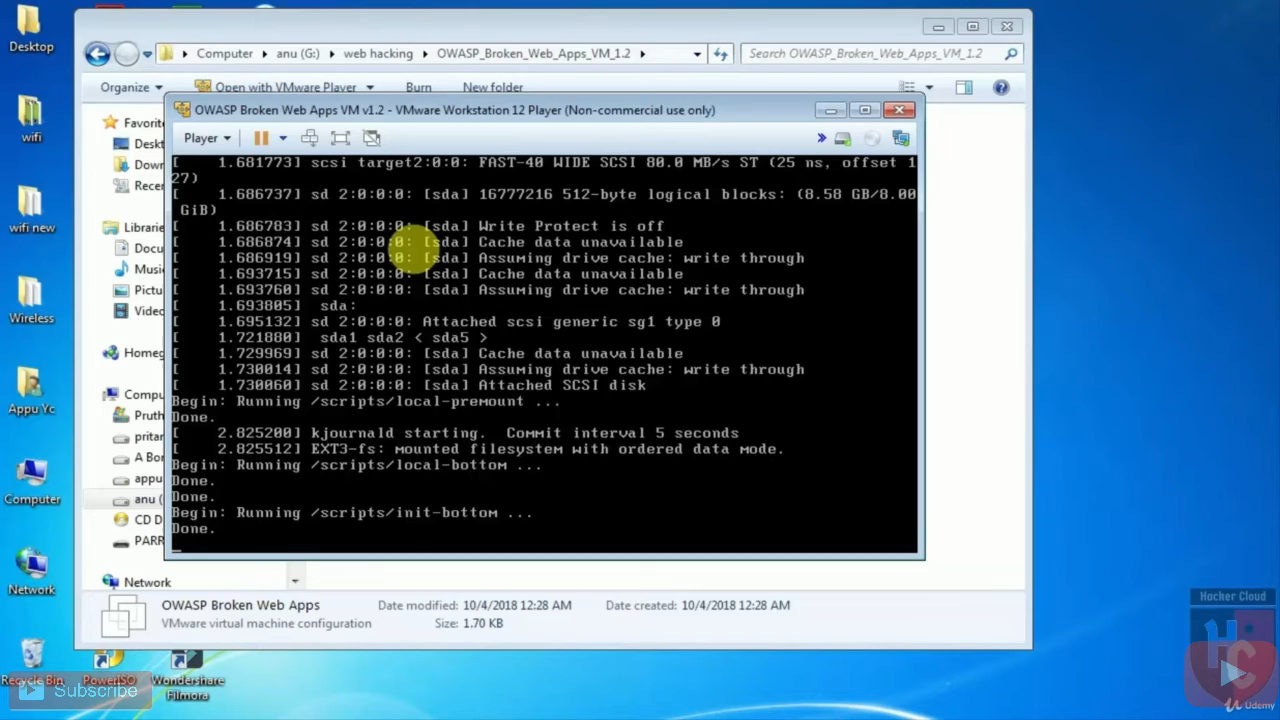 Desktop
wifi
wifi new
Wireless
Appu Yc
Computer
Network
Recycle Bin
PowerISO
Wondershare
Filmora
Subscribe
Computer
anu (G:)
web hacking
OWASP_Broken_Web_Apps_VM_1.2
Search OWASP_Broken_Web_Apps_VM_1.2
Organize
Open with VMware Player
Burn
New folder
Favorite
Deskt
Down
Recer
Librarie
Docu
Music
Pictu
Video
Homeg
Compu
Pruth
pritar
A Bor
appu
anu (
CD D
PARR
Network
OWASP Broken Web Apps VM v1.2 - VMware Workstation 12 Player (Non-commercial use only)
Player
[    1.681773] scsi target2:0:0: FAST-40 WIDE SCSI 80.0 MB/s ST (25 ns, offset 1
27)
[    1.686737] sd 2:0:0:0: [sda] 16777216 512-byte logical blocks: (8.58 GB/8.00
GiB)
[    1.686783] sd 2:0:0:0: [sda] Write Protect is off
[    1.686874] sd 2:0:0:0: [sda] Cache data unavailable
[    1.686919] sd 2:0:0:0: [sda] Assuming drive cache: write through
[    1.693715] sd 2:0:0:0: [sda] Cache data unavailable
[    1.693760] sd 2:0:0:0: [sda] Assuming drive cache: write through
[    1.693805]  sda:
[    1.695132] sd 2:0:0:0: Attached scsi generic sg1 type 0
[    1.721880]  sda1 sda2 < sda5 >
[    1.729969] sd 2:0:0:0: [sda] Cache data unavailable
[    1.730014] sd 2:0:0:0: [sda] Assuming drive cache: write through
[    1.730060] sd 2:0:0:0: [sda] Attached SCSI disk
Begin: Running /scripts/local-premount ...
Done.
[    2.825200] kjournald starting.  Commit interval 5 seconds
[    2.825512] EXT3-fs: mounted filesystem with ordered data mode.
Begin: Running /scripts/local-bottom ...
Done.
Done.
Begin: Running /scripts/init-bottom ...
Done.
OWASP Broken Web Apps
Date modified: 10/4/2018 12:28 AM
Date created: 10/4/2018 12:28 AM
VMware virtual machine configuration
Size: 1.70 KB
Hacker Cloud
HC
Udemy